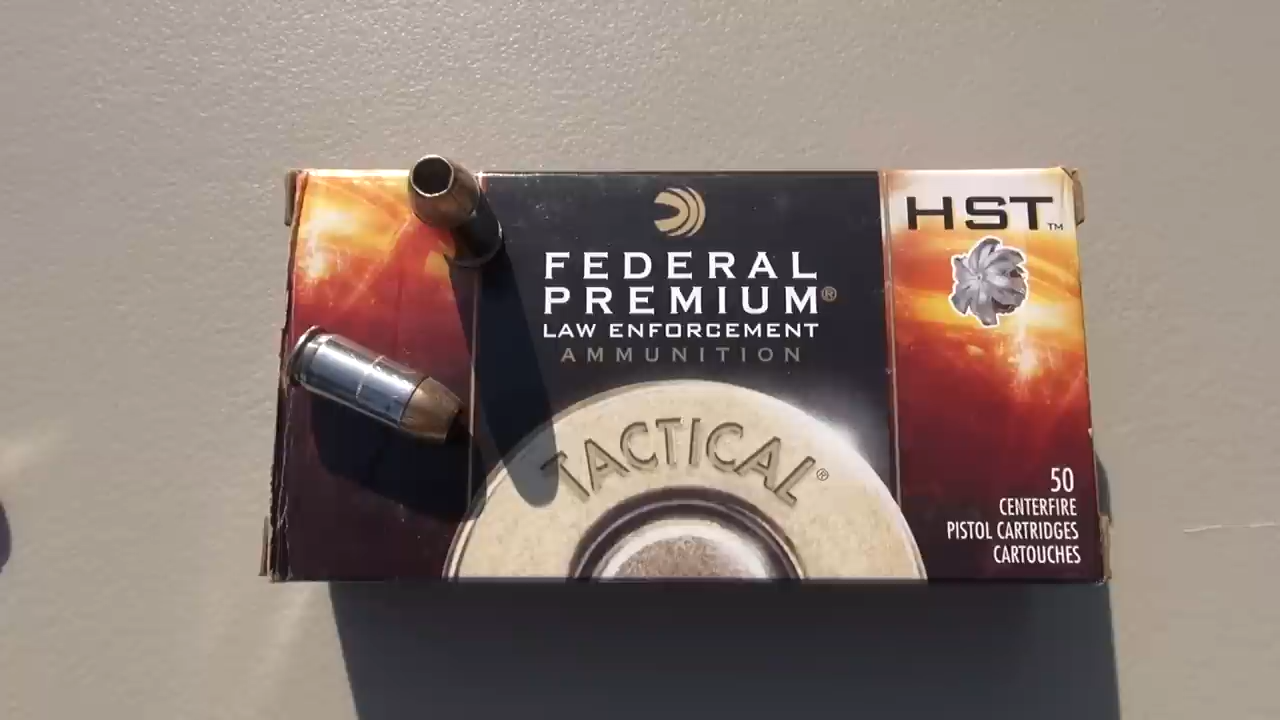 FEDERAL
PREMIUM®
LAW ENFORCEMENT
AMMUNITION
TACTICAL®
HST™
50
CENTERFIRE
PISTOL CARTRIDGES
CARTOUCHES